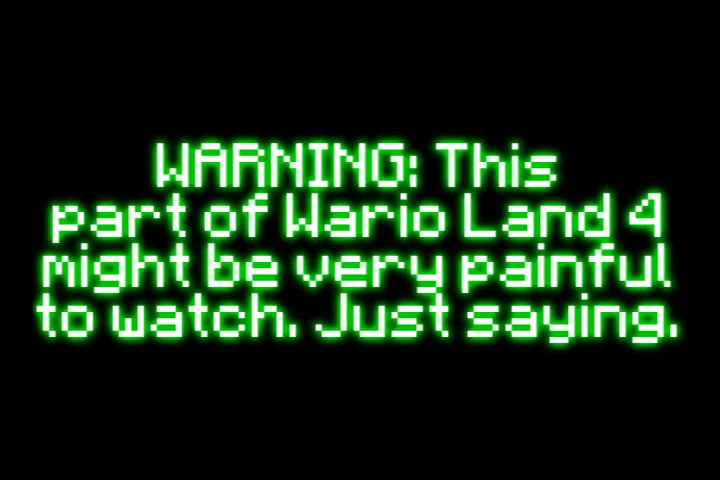 WARNING: This
part of Wario Land 4
might be very painful
to watch. Just saying.